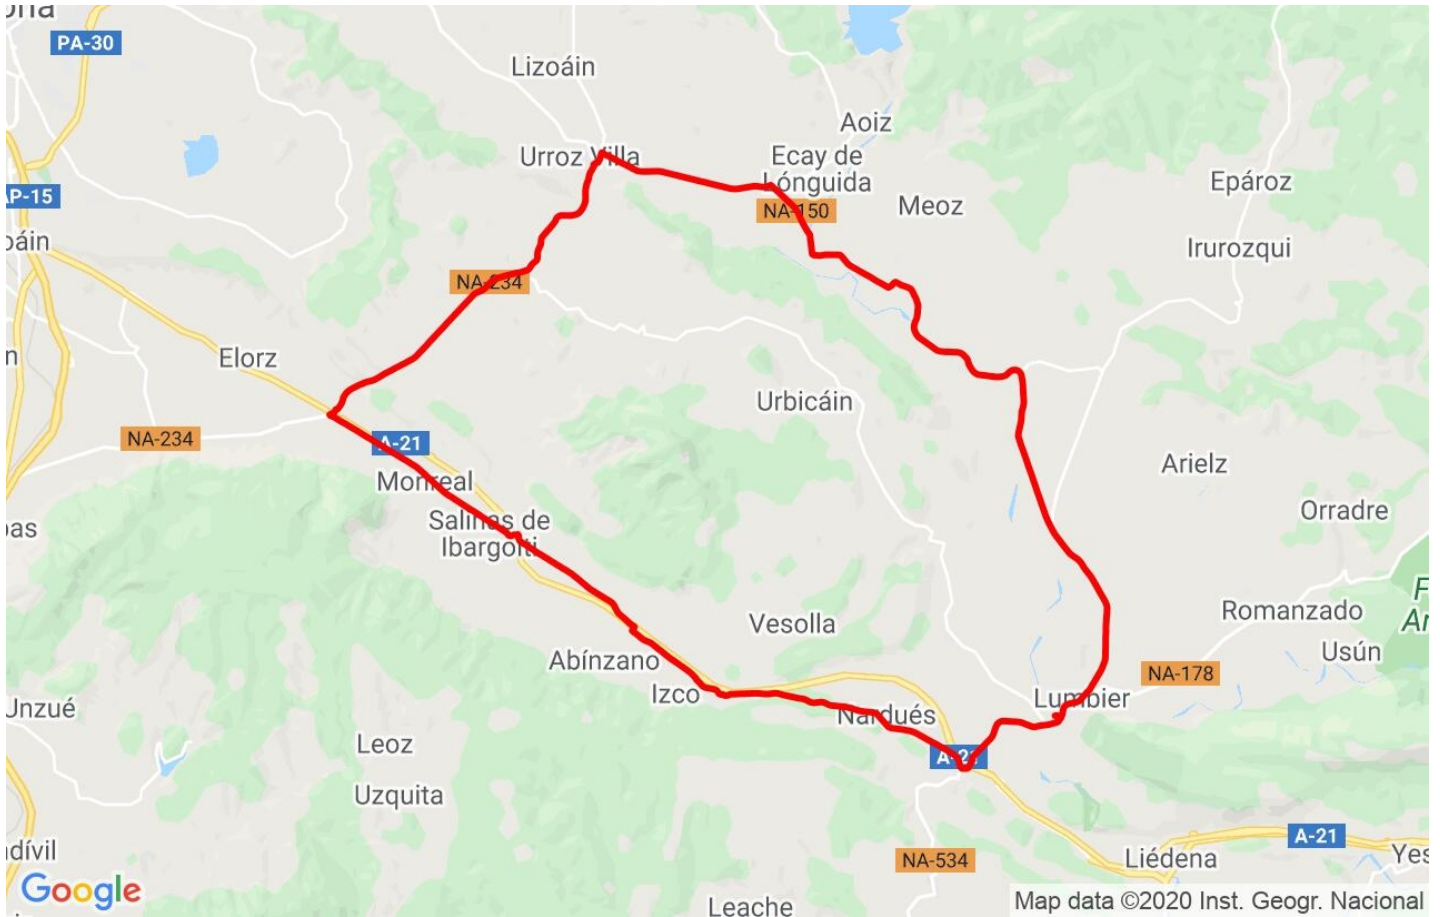 PA-30
Lizoáin
Aoiz
Urroz Villa
Ecay de
Lónguida
AP-15
NA-150
Meoz
Epároz
Irurozqui
NA-234
Elorz
Urbicáin
NA-234
A-21
Monreal
Arielz
Salinas de
Ibargoiti
Orradre
Vesolla
Romanzado
Usún
Abínzano
NA-178
Izco
Lumbier
Nardués
Unzué
Leoz
A-21
Uzquita
A-21
NA-534
Liédena
Google
Leache
Map data ©2020 Inst. Geogr. Nacional